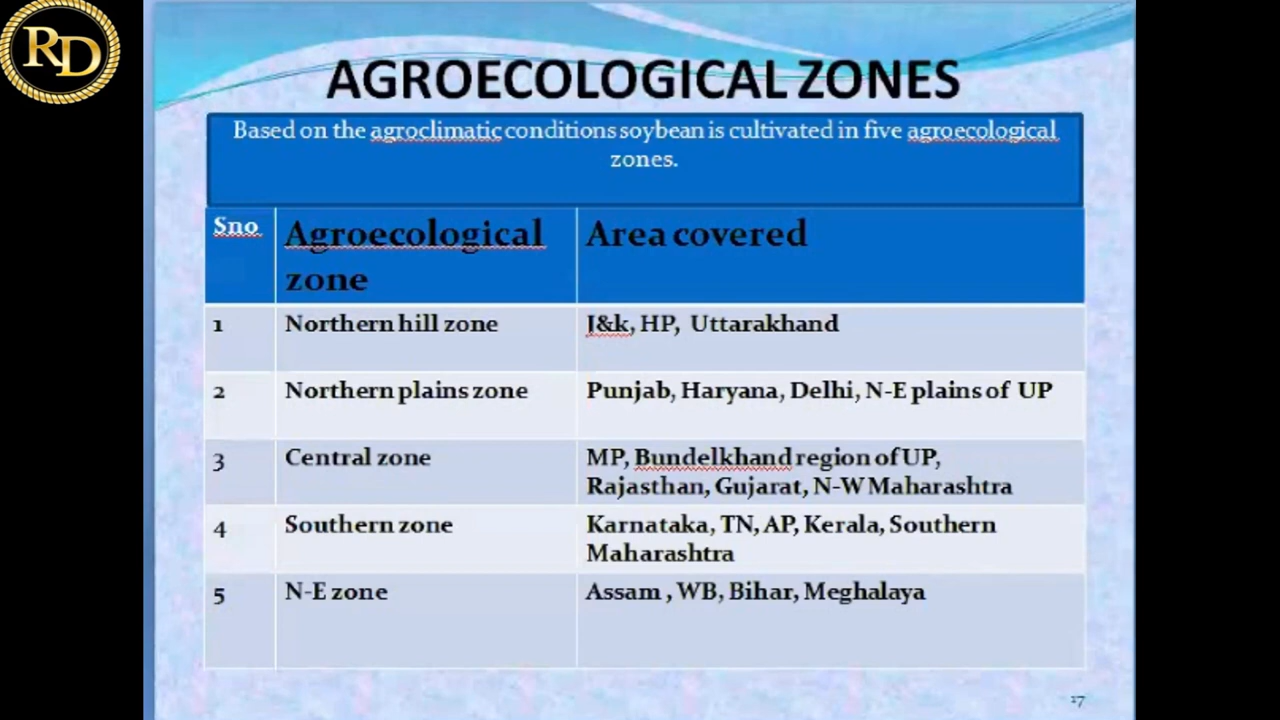 RD
AGROECOLOGICAL ZONES
Based on the agroclimatic conditions soybean is cultivated in five agroecological
zones.
Sno Agroecological Area covered
zone
1 Northern hill zone J&k, HP, Uttarakhand
2 Northern plains zone Punjab, Haryana, Delhi, N-E plains of UP
3 Central zone MP, Bundelkhand region of UP,
Rajasthan, Gujarat, N-W Maharashtra
4 Southern zone Karnataka, TN, AP, Kerala, Southern
Maharashtra
5 N-E zone Assam , WB, Bihar, Meghalaya
17